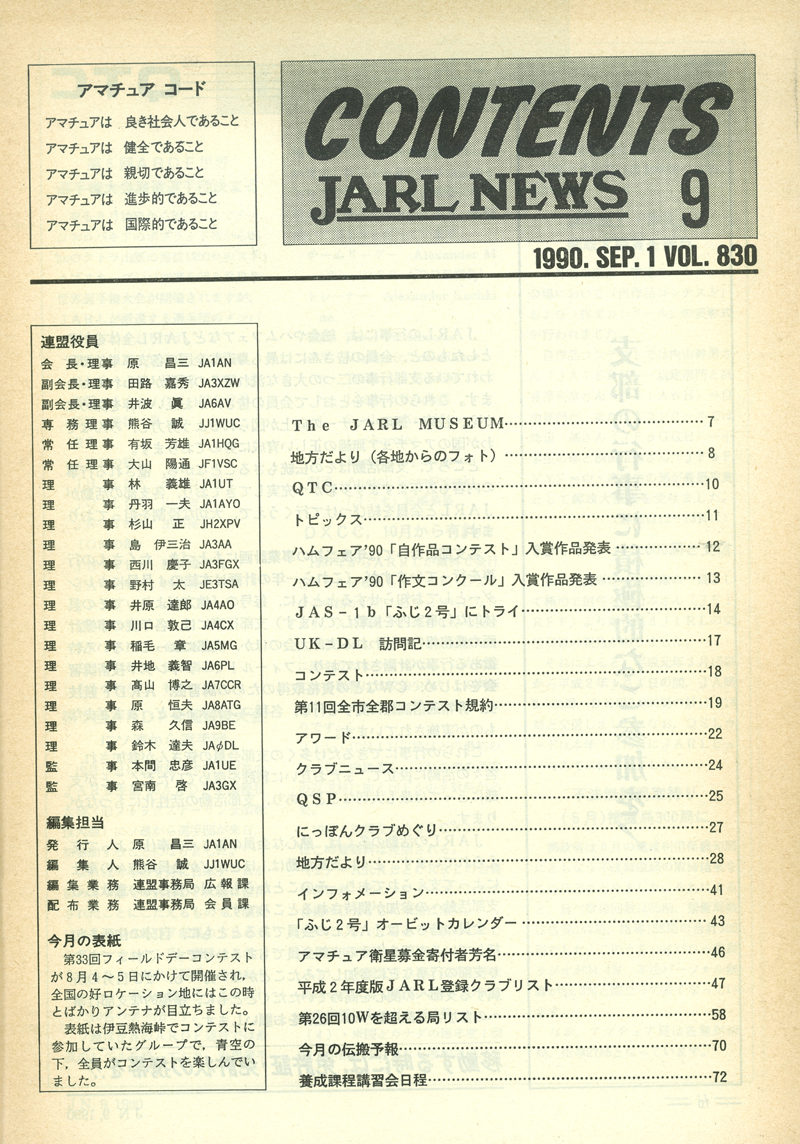 アマチュア コード
アマチュアは 良き社会人であること
アマチュアは 健全であること
アマチュアは 親切であること
アマチュアは 進歩的であること
アマチュアは 国際的であること
CONTENTS
JARL NEWS 9
1990. SEP. 1 VOL. 830
連盟役員
会長・理事 原 昌三 JA1AN
副会長・理事 田路 嘉秀 JA3XZW
副会長・理事 井波 眞 JA6AV
専務理事 熊谷 誠 JJ1WUC
常任理事 有坂 芳雄 JA1HQG
常任理事 大山 陽通 JF1VSC
理事 林 義雄 JA1UT
理事 丹羽 一夫 JA1AYO
理事 杉山 正 JH2XPV
理事 島 伊三治 JA3AA
理事 西川 慶子 JA3FGX
理事 野村 太 JE3TSA
理事 井原 達郎 JA4AO
理事 川口 敦己 JA4CX
理事 稲毛 章 JA5MG
理事 井地 義智 JA6PL
理事 髙山 博之 JA7CCR
理事 原 恒夫 JA8ATG
理事 森 久信 JA9BE
理事 鈴木 達夫 JAφDL
監事 本間 忠彦 JA1UE
監事 宮南 啓 JA3GX
編集担当
発行人 原 昌三 JA1AN
編集人 熊谷 誠 JJ1WUC
編集業務 連盟事務局 広報課
配布業務 連盟事務局 会員課
今月の表紙
第33回フィールドデーコンテスト
が8月4～5日にかけて開催され,
全国の好ロケーション地にはこの時
とばかりアンテナが目立ちました。
表紙は伊豆熱海峠でコンテストに
参加していたグループで, 青空の
下, 全員がコンテストを楽しんでい
ました。
The JARL MUSEUM……7
地方だより（各地からのフォト）……8
QTC……10
トピックス……11
ハムフェア'90「自作品コンテスト」入賞作品発表……12
ハムフェア'90「作文コンクール」入賞作品発表……13
JAS-1b「ふじ2号」にトライ……14
UK-DL 訪問記……17
コンテスト……18
第11回全市全郡コンテスト規約……19
アワード……22
クラブニュース……24
QSP……25
にっぽんクラブめぐり……27
地方だより……28
インフォメーション……41
「ふじ2号」オービットカレンダー……43
アマチュア衛星募金寄付者芳名……46
平成2年度版JARL登録クラブリスト……47
第26回10Wを超える局リスト……58
今月の伝搬予報……70
養成課程講習会日程……72